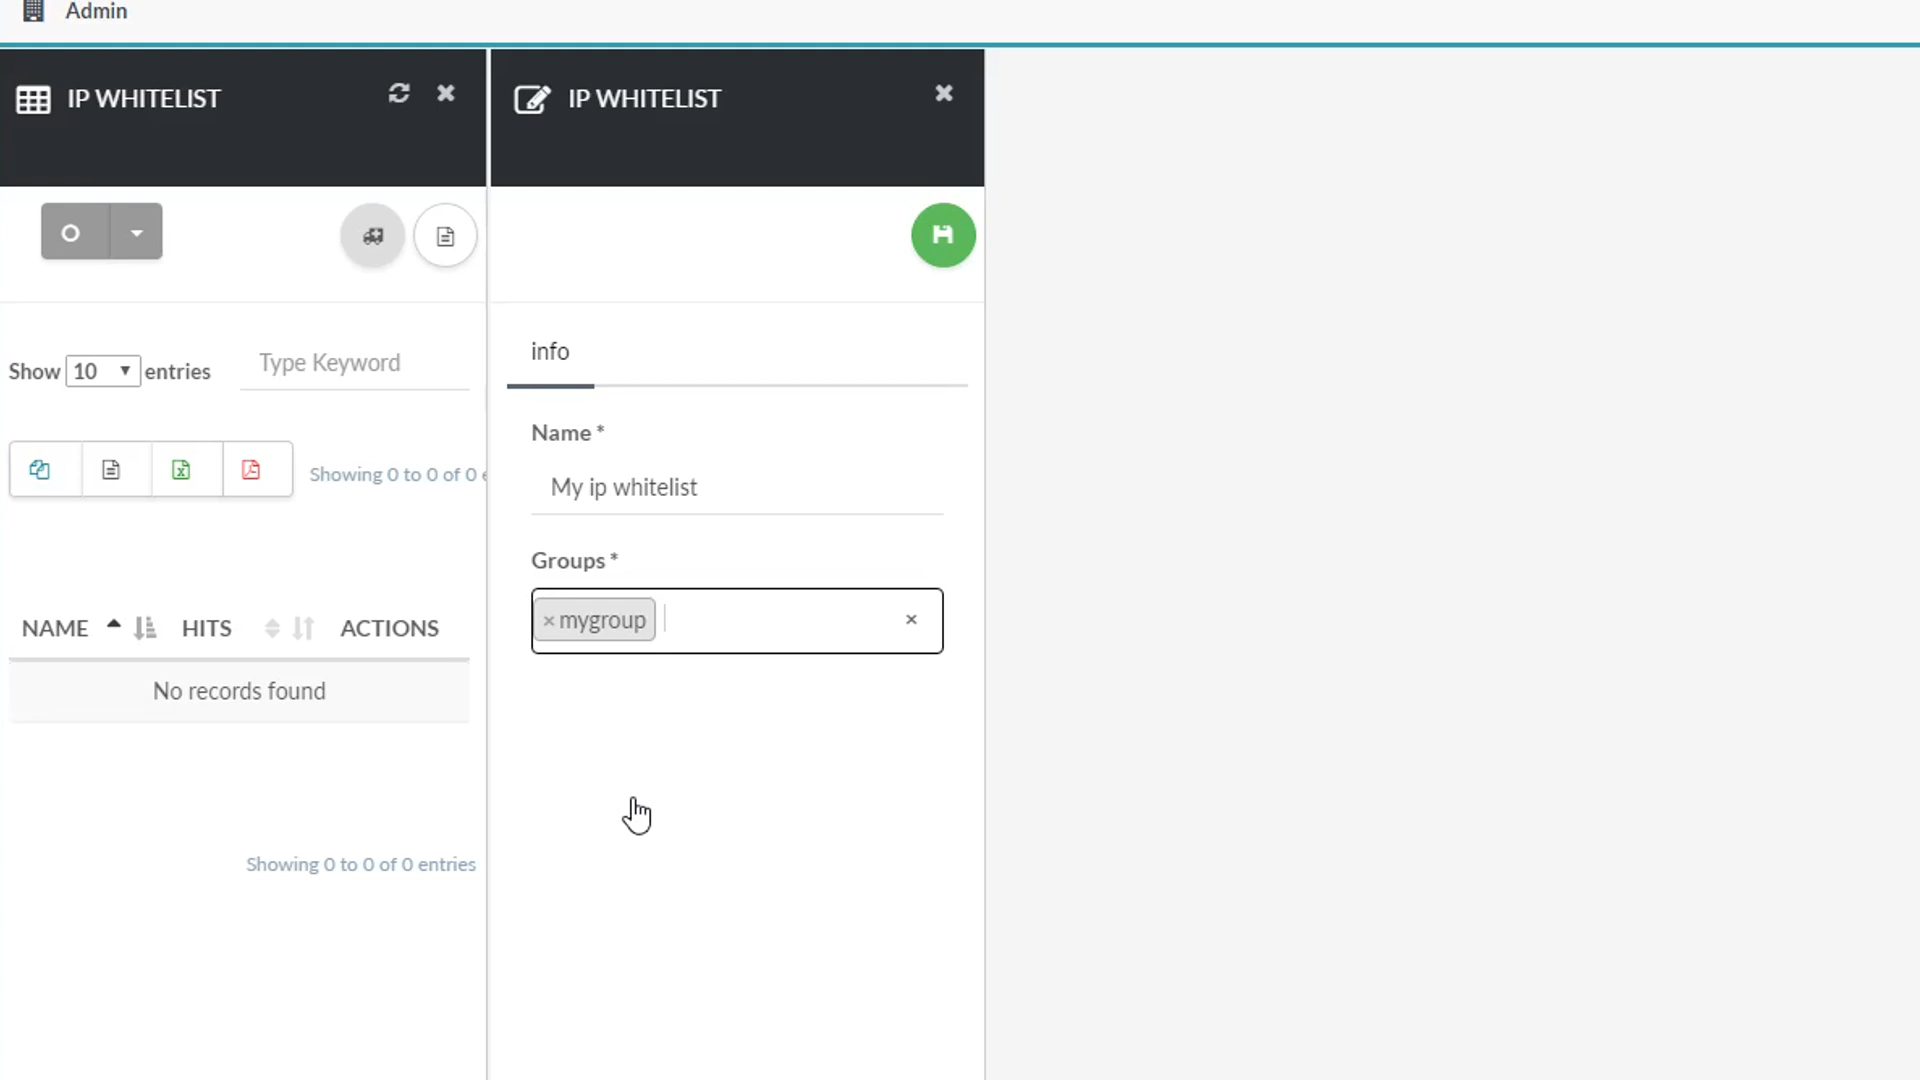 Admin
IP WHITELIST
Show 10 entries
Type Keyword
Showing 0 to 0 of 0
NAME HITS ACTIONS
No records found
Showing 0 to 0 of 0 entries
IP WHITELIST
info
Name *
My ip whitelist
Groups *
× mygroup ×